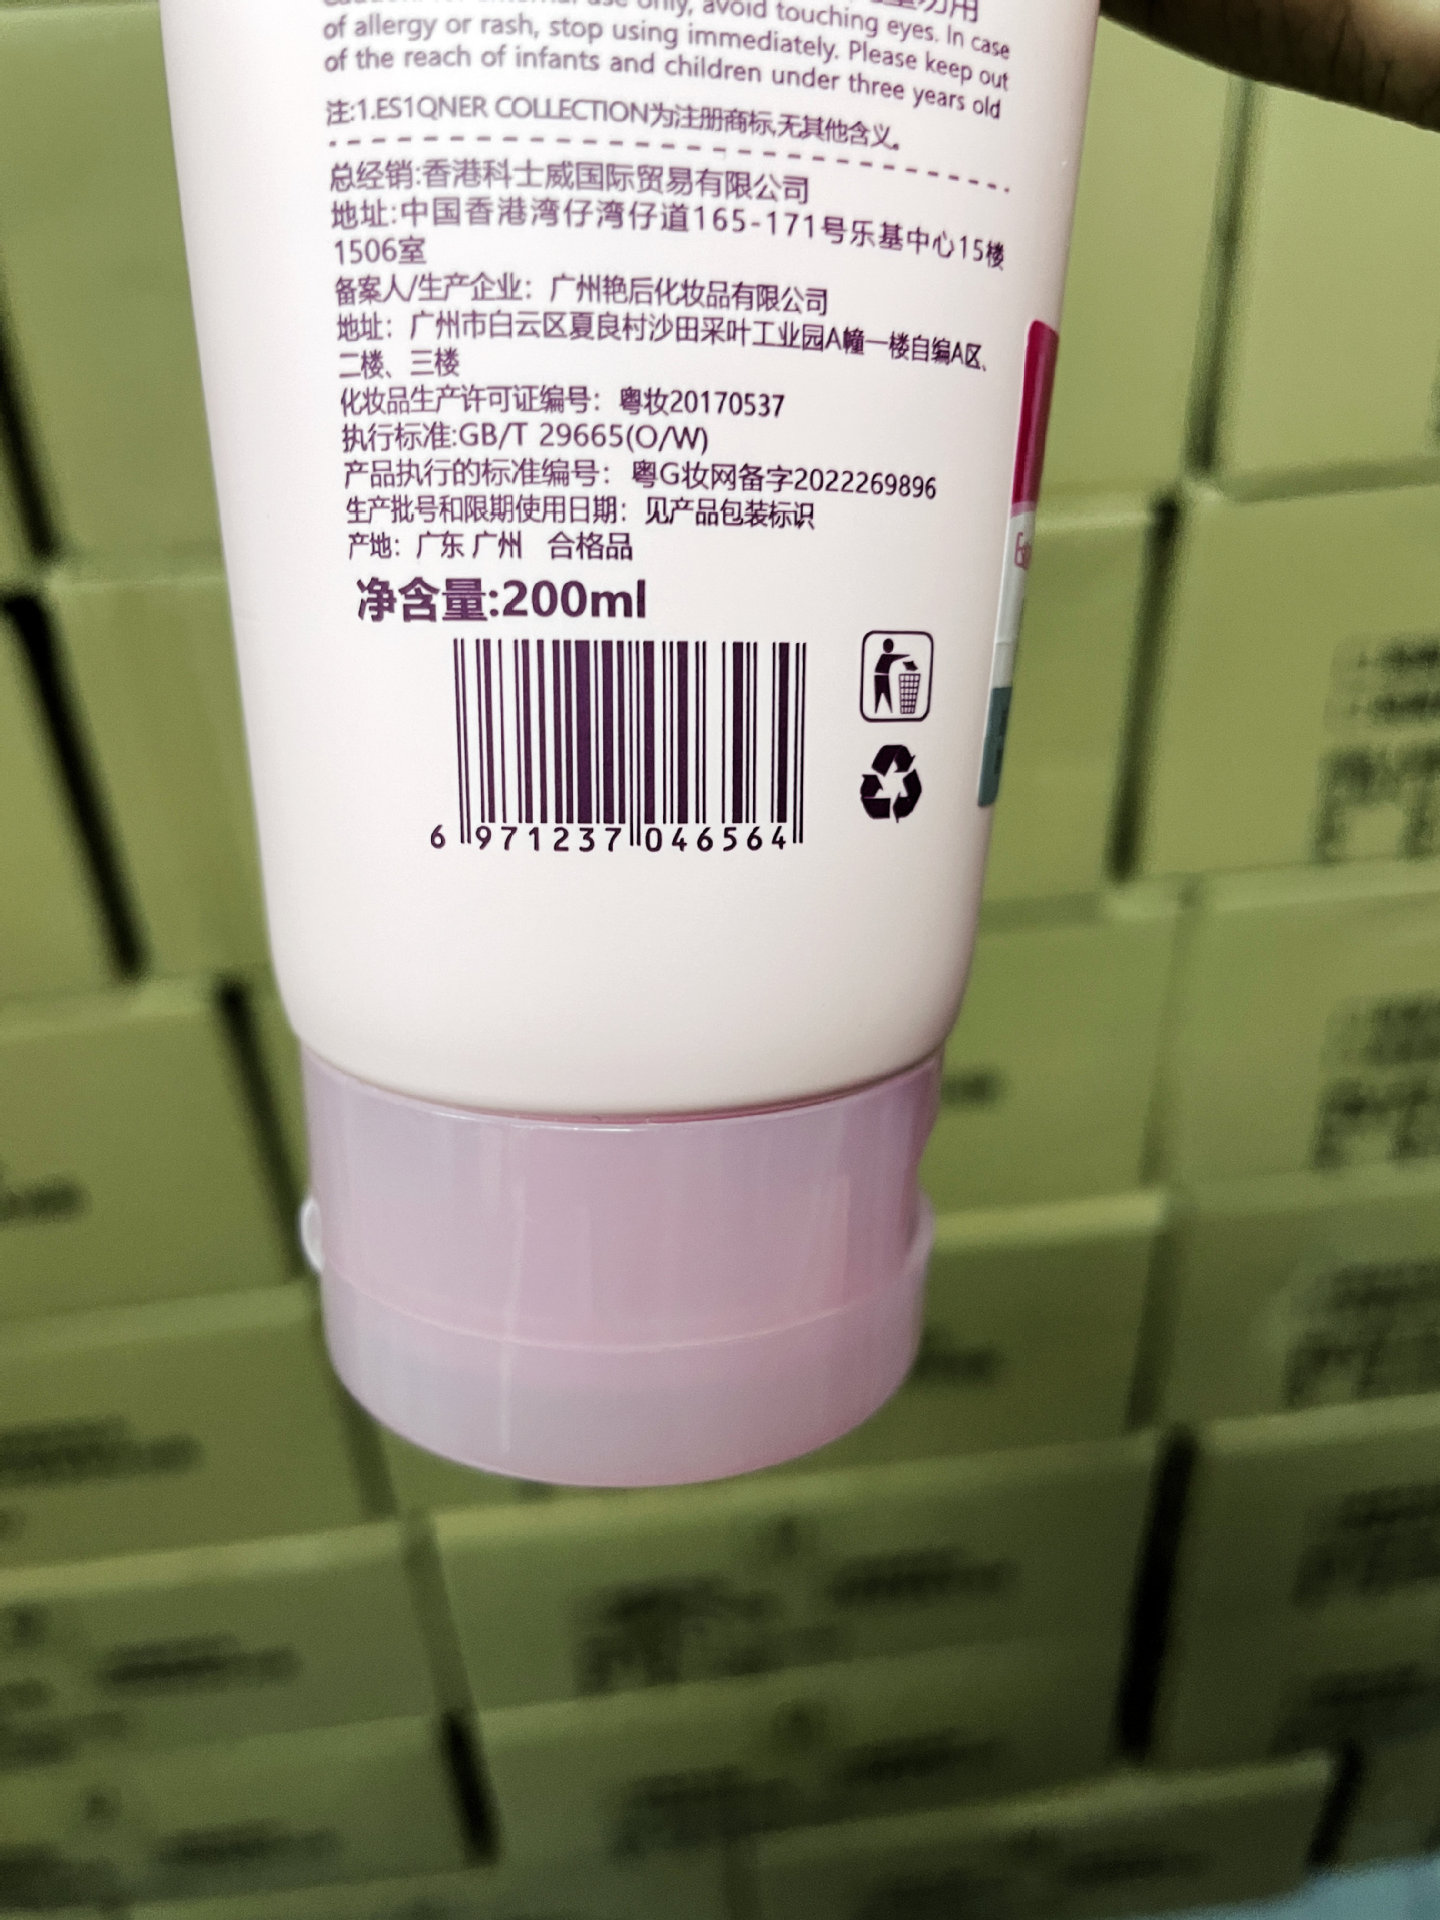 only, avoid touching eyes. In case
of allergy or rash, stop using immediately. Please keep out
of the reach of infants and children under three years old
注:1.ES1QNER COLLECTION为注册商标,无其他含义。
总经销:香港科士威国际贸易有限公司
地址:中国香港湾仔湾仔道165-171号乐基中心15楼
1506室
备案人/生产企业：广州艳后化妆品有限公司
地址：广州市白云区夏良村沙田采叶工业园A幢一楼自编A区、
二楼、三楼
化妆品生产许可证编号：粤妆20170537
执行标准:GB/T 29665(O/W)
产品执行的标准编号：粤G妆网备字2022269896
生产批号和限期使用日期：见产品包装标识
产地：广东 广州 合格品
净含量:200ml
6 971237 046564